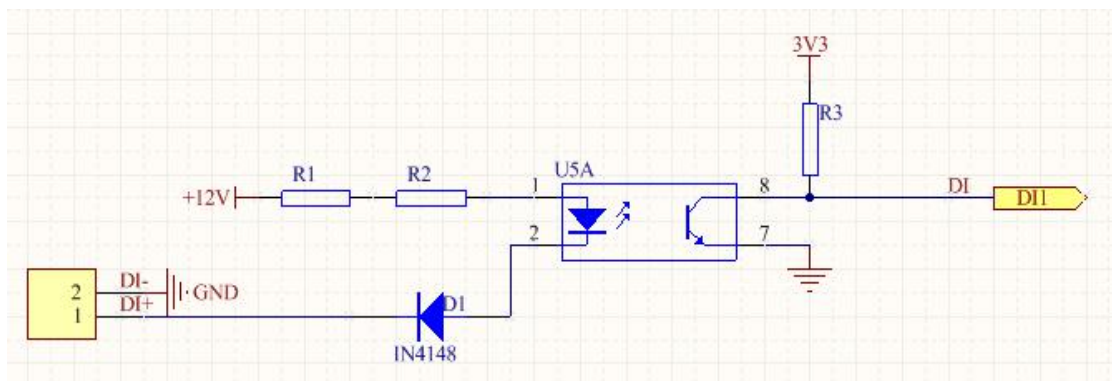 3V3
R3
U5A
R1
R2
1
8
+12V
DI
DI1
2
7
DI-
2
GND
DI+
1
D1
IN4148